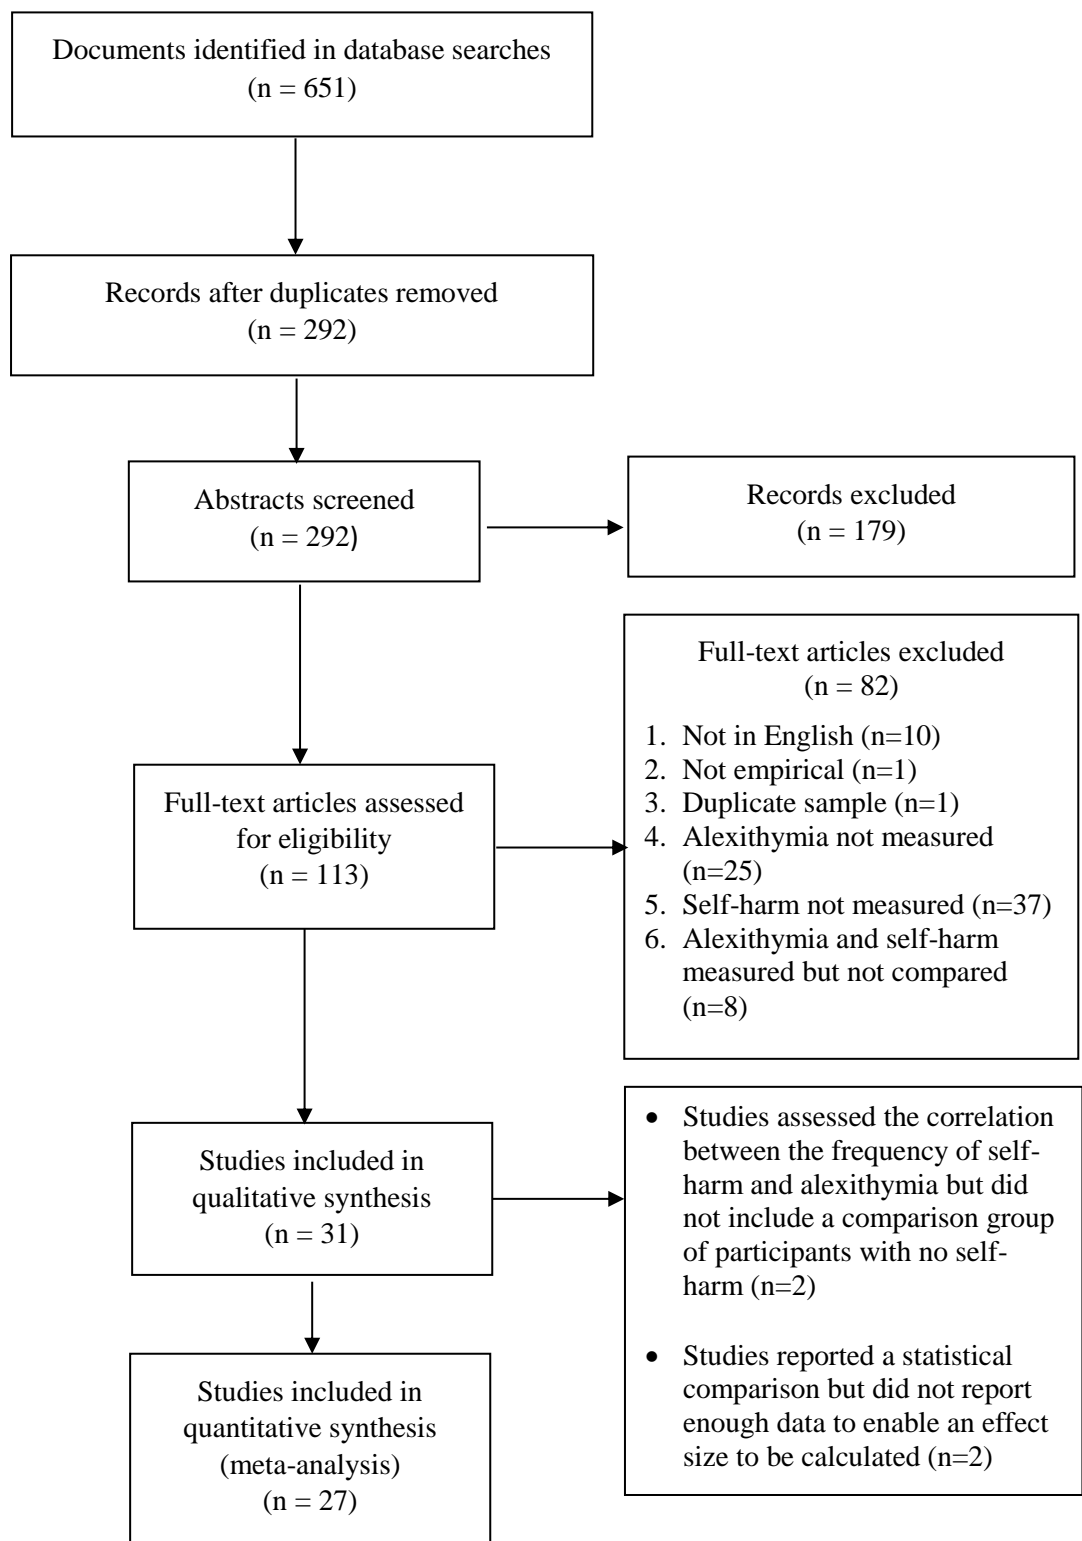 Documents identified in database searches
(n = 651)
Records after duplicates removed
(n = 292)
Abstracts screened
(n = 292)
Records excluded
(n = 179)
Full-text articles assessed
for eligibility
(n = 113)
Full-text articles excluded
(n = 82)
1. Not in English (n=10)
2. Not empirical (n=1)
3. Duplicate sample (n=1)
4. Alexithymia not measured
(n=25)
5. Self-harm not measured (n=37)
6. Alexithymia and self-harm
measured but not compared
(n=8)
Studies included in
qualitative synthesis
(n = 31)
• Studies assessed the correlation
between the frequency of self-
harm and alexithymia but did
not include a comparison group
of participants with no self-
harm (n=2)
• Studies reported a statistical
comparison but did not report
enough data to enable an effect
size to be calculated (n=2)
Studies included in
quantitative synthesis
(meta-analysis)
(n = 27)